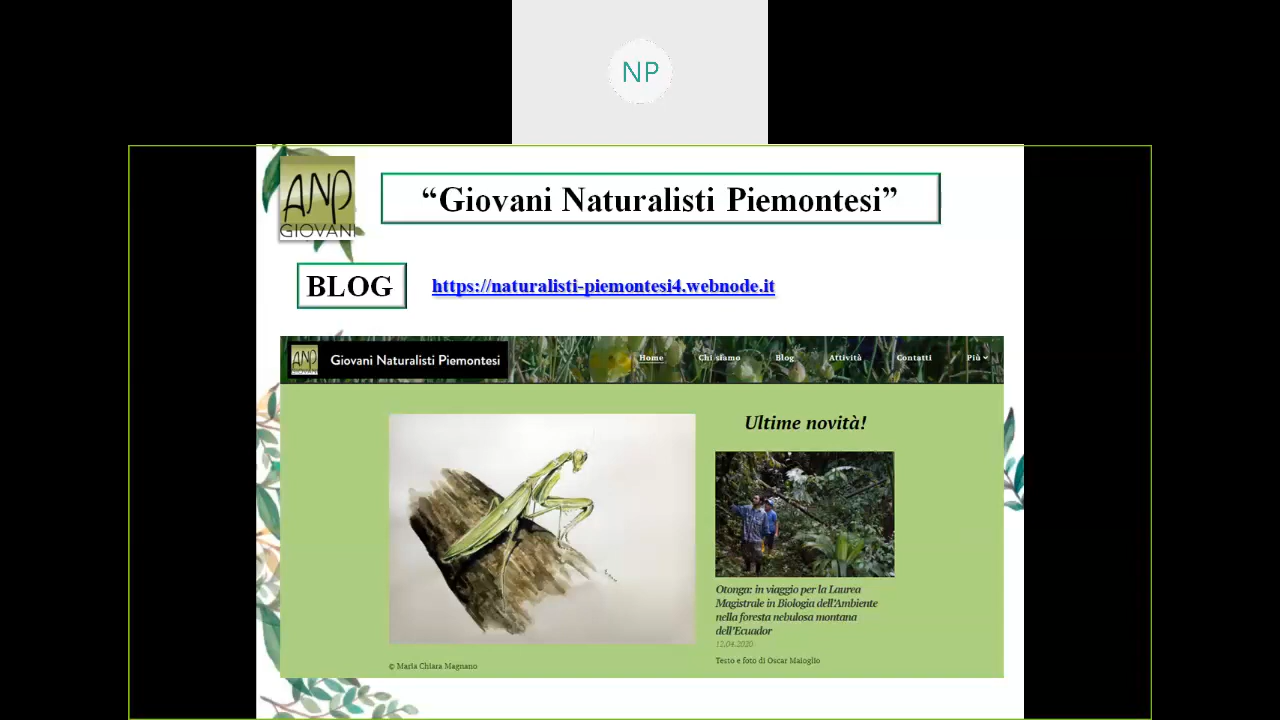 NP
ANP
GIOVANI
“Giovani Naturalisti Piemontesi”
BLOG
https://naturalisti-piemontesi4.webnode.it
ANP
Giovani Naturalisti Piemontesi
Home
Chi siamo
Blog
Attività
Contatti
Più
Ultime novità!
Otonga: in viaggio per la Laurea
Magistrale in Biologia dell'Ambiente
nella foresta nebulosa montana
dell'Ecuador
12.04.2020
Testo e foto di Oscar Maioglio
© Maria Chiara Magnano